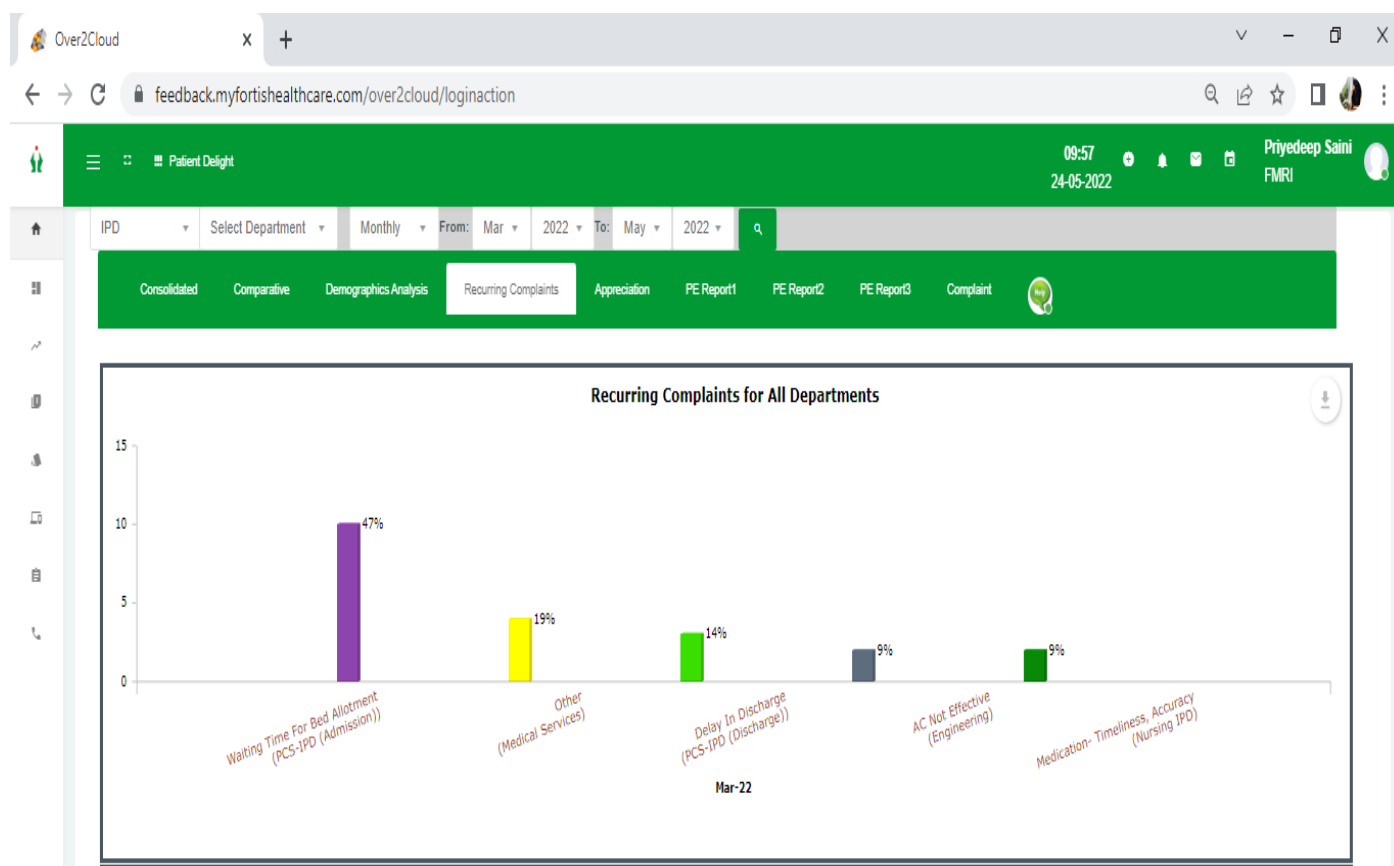 Over2Cloud
feedback.myfortishealthcare.com/over2cloud/loginaction
Patient Delight
09:57
24-05-2022
Priyedeep Saini
FMRI
IPD Select Department Monthly From: Mar 2022 To: May 2022
Consolidated Comparative Demographics Analysis Recurring Complaints Appreciation PE Report1 PE Report2 PE Report3 Complaint Help
Recurring Complaints for All Departments
15
10
5
0
47%
19%
14%
9%
9%
Waiting Time For Bed Allotment
(PCS-IPD (Admission))
Other
(Medical Services)
Delay In Discharge
(PCS-IPD (Discharge))
AC Not Effective
(Engineering)
Medication- Timeliness, Accuracy
(Nursing IPD)
Mar-22